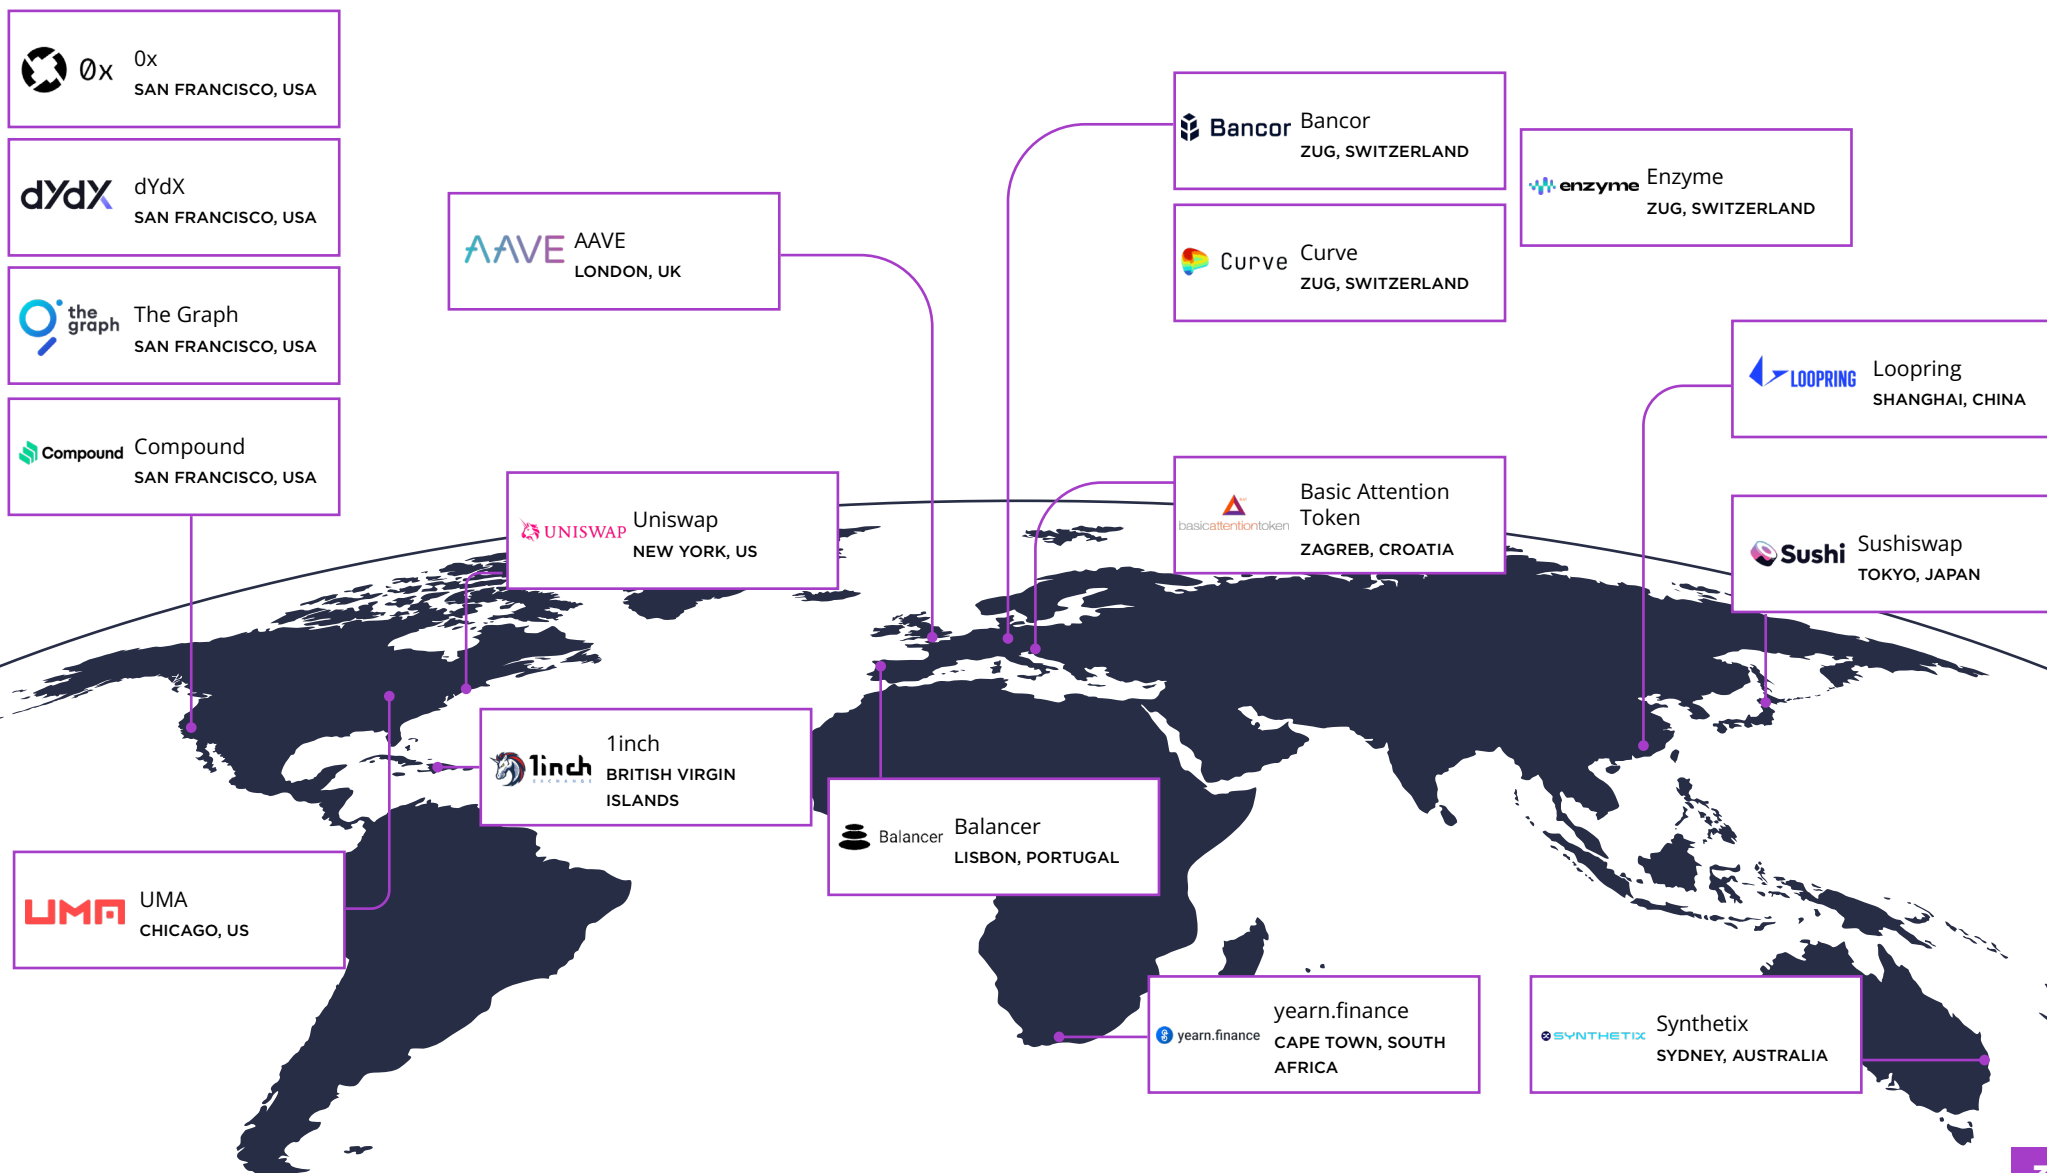 0x
0x
SAN FRANCISCO, USA
dYdX
dYdX
SAN FRANCISCO, USA
the
graph
The Graph
SAN FRANCISCO, USA
Compound
Compound
SAN FRANCISCO, USA
AAVE
AAVE
LONDON, UK
Bancor
Bancor
ZUG, SWITZERLAND
enzyme
Enzyme
ZUG, SWITZERLAND
Curve
Curve
ZUG, SWITZERLAND
LOOPRING
Loopring
SHANGHAI, CHINA
UNISWAP
Uniswap
NEW YORK, US
basicattentiontoken
Basic Attention
Token
ZAGREB, CROATIA
Sushi
Sushiswap
TOKYO, JAPAN
1inch
EXCHANGE
1inch
BRITISH VIRGIN
ISLANDS
Balancer
Balancer
LISBON, PORTUGAL
UMA
UMA
CHICAGO, US
yearn.finance
yearn.finance
CAPE TOWN, SOUTH
AFRICA
SYNTHETIX
Synthetix
SYDNEY, AUSTRALIA